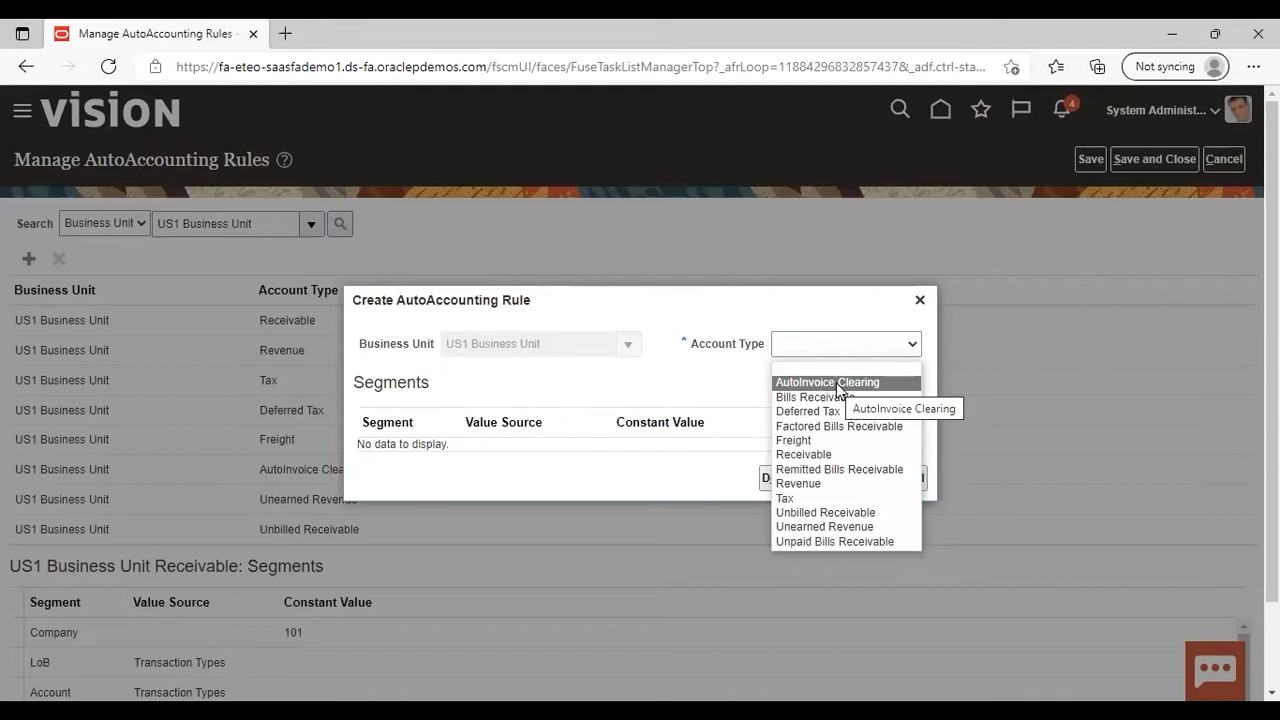 Manage AutoAccounting Rules -
https://fa-eteo-saasfademo1.ds-fa.oraclepdemos.com/fscmUI/faces/FuseTaskListManagerTop?_afrLoop=11884296832857437&_adf.ctrl-sta...
Not syncing
VISION
4
System Administ...
Manage AutoAccounting Rules
Save
Save and Close
Cancel
Search
Business Unit
US1 Business Unit
Business Unit
Account Type
US1 Business Unit
Receivable
US1 Business Unit
Revenue
US1 Business Unit
Tax
US1 Business Unit
Deferred Tax
US1 Business Unit
Freight
US1 Business Unit
US1 Business Unit
US1 Business Unit
Unbilled Receivable
Create AutoAccounting Rule
Business Unit
US1 Business Unit
* Account Type
Segments
Segment
Value Source
Constant Value
No data to display.
AutoInvoice Clearing
Bills Receivable
AutoInvoice Clearing
Deferred Tax
Factored Bills Receivable
Freight
Receivable
Remitted Bills Receivable
Revenue
Tax
Unbilled Receivable
Unearned Revenue
Unpaid Bills Receivable
US1 Business Unit Receivable: Segments
Segment
Value Source
Constant Value
Company
101
LoB
Transaction Types
Account
Transaction Types